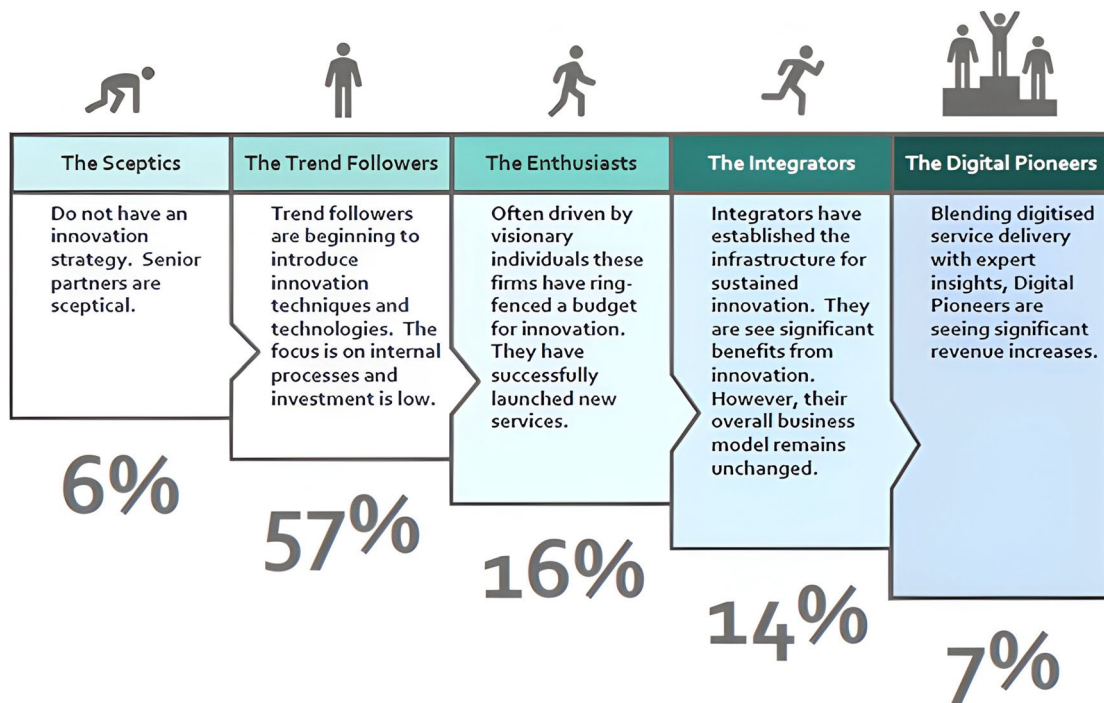 The Sceptics
Do not have an
innovation
strategy.  Senior
partners are
sceptical.
6%
The Trend Followers
Trend followers
are beginning to
introduce
innovation
techniques and
technologies.  The
focus is on internal
processes and
investment is low.
57%
The Enthusiasts
Often driven by
visionary
individuals these
firms have ring-
fenced a budget
for innovation.
They have
successfully
launched new
services.
16%
The Integrators
Integrators have
established the
infrastructure for
sustained
innovation.  They
are see significant
benefits from
innovation.
However, their
overall business
model remains
unchanged.
14%
The Digital Pioneers
Blending digitised
service delivery
with expert
insights, Digital
Pioneers are
seeing significant
revenue increases.
7%